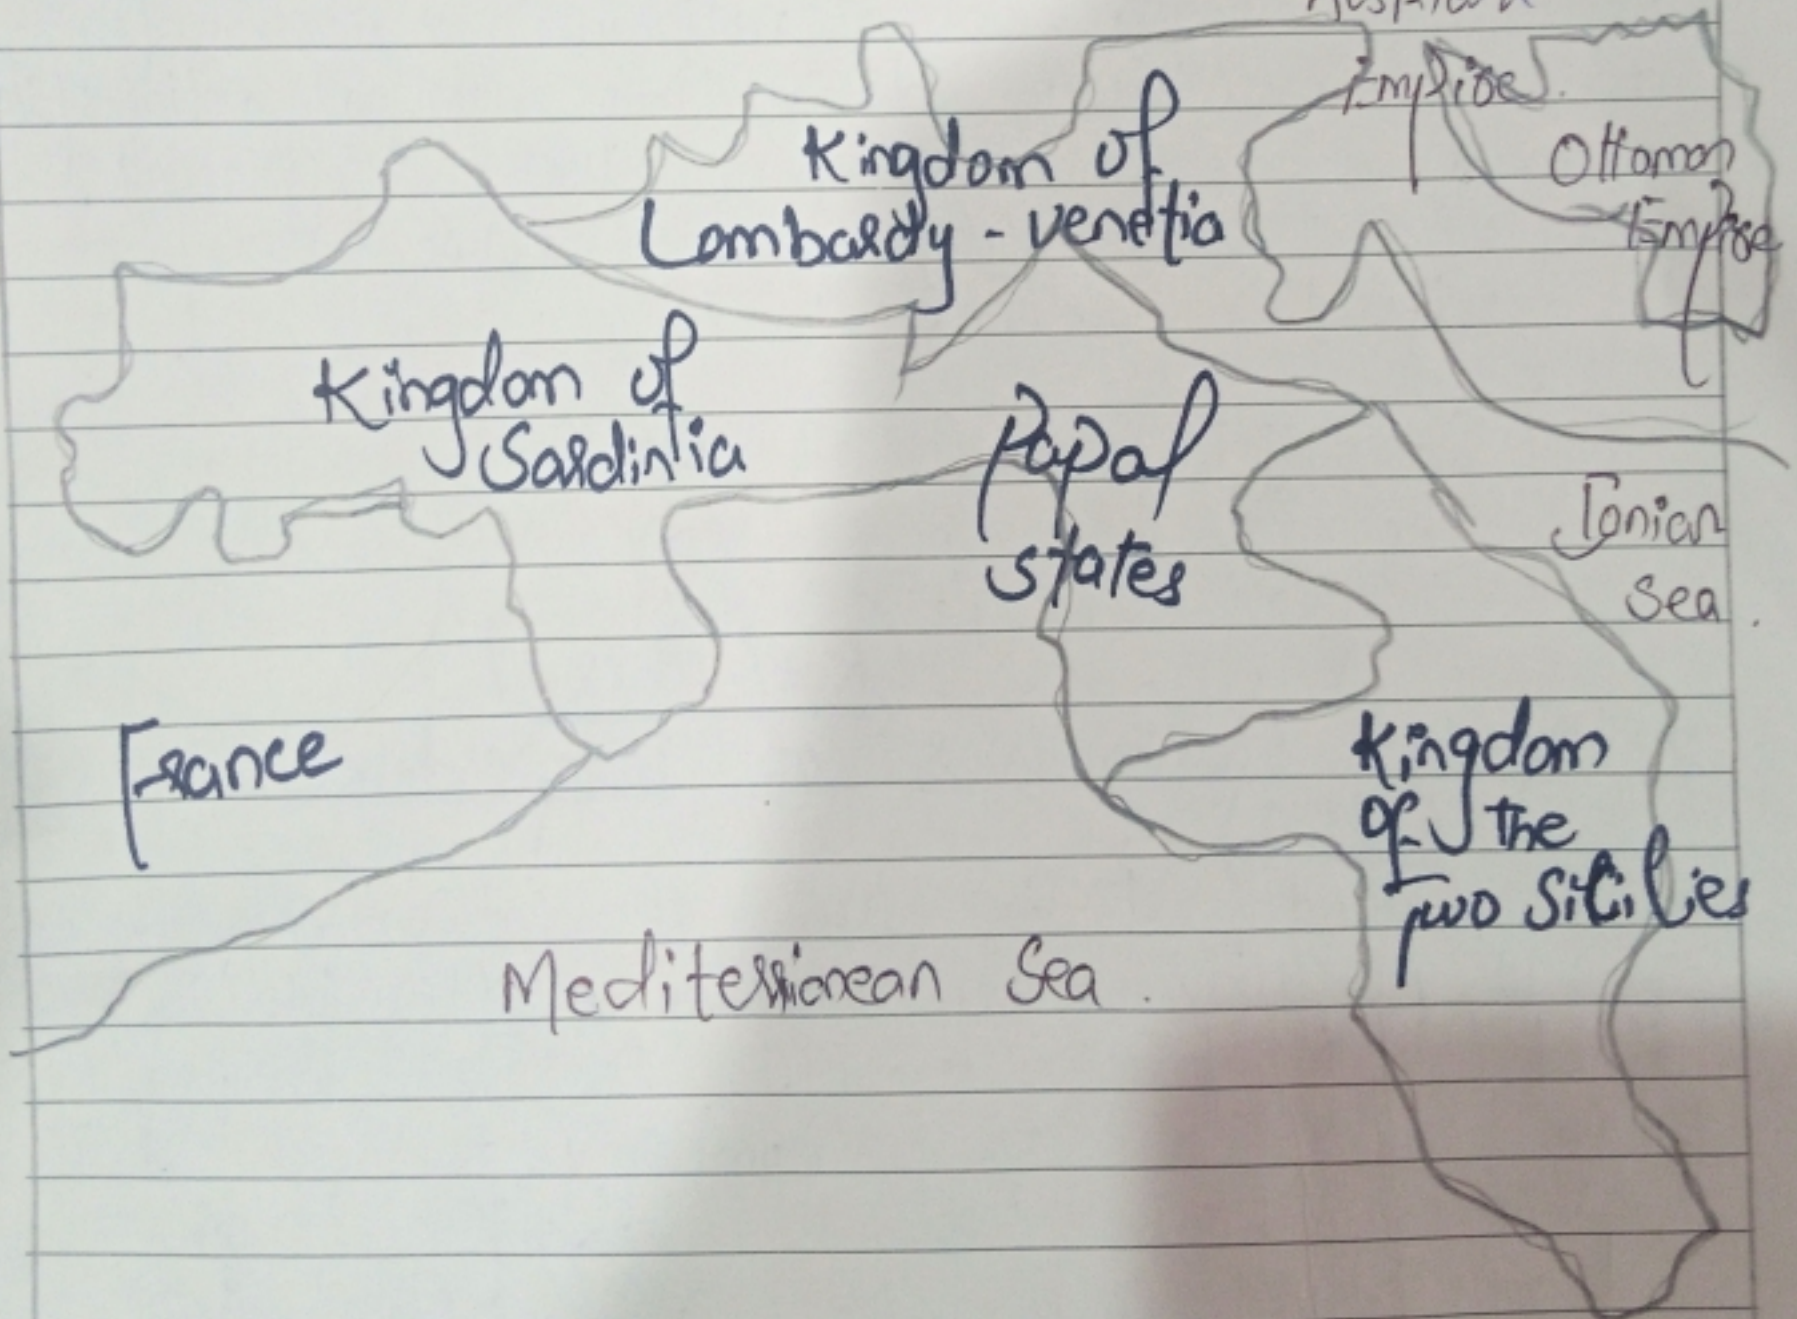 Empire.
Kingdom of
Lombardy - venetia
Ottoman
Empire
Kingdom of
Sardinia
Papal
states
Ionian
Sea.
France
Kingdom
of the
Two Sicilies
Mediterranean Sea.